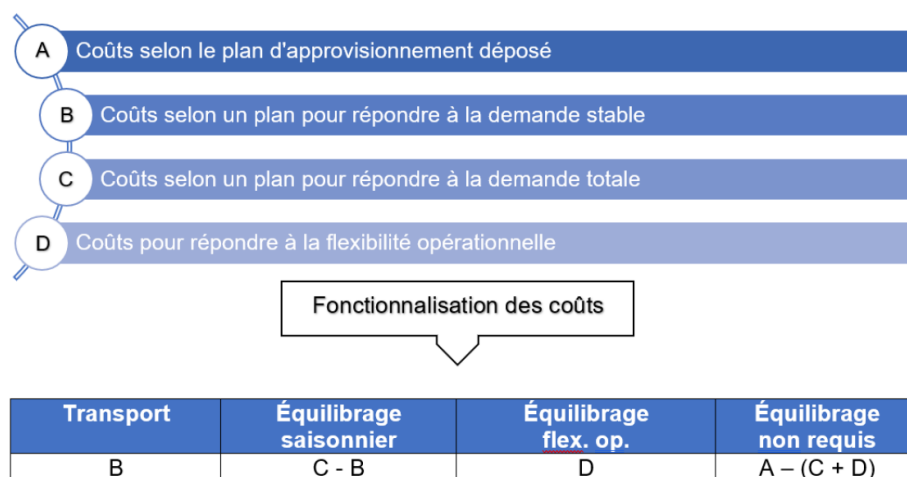 A Coûts selon le plan d'approvisionnement déposé
B Coûts selon un plan pour répondre à la demande stable
C Coûts selon un plan pour répondre à la demande totale
D Coûts pour répondre à la flexibilité opérationnelle
Fonctionnalisation des coûts
Transport Équilibrage saisonnier Équilibrage flex. op. Équilibrage non requis
B C - B D A – (C + D)